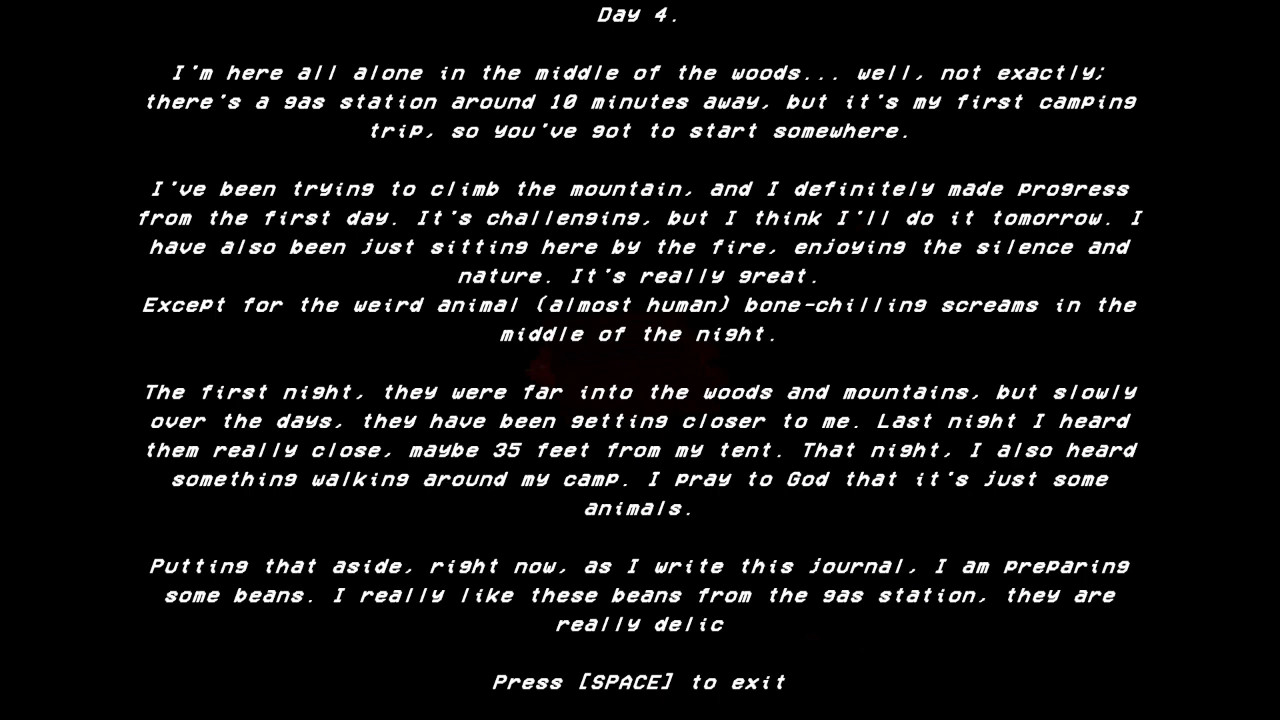 Day 4.
I'm here all alone in the middle of the woods... well, not exactly;
there's a gas station around 10 minutes away, but it's my first camping
trip, so you've got to start somewhere.
I've been trying to climb the mountain, and I definitely made progress
from the first day. It's challenging, but I think I'll do it tomorrow. I
have also been just sitting here by the fire, enjoying the silence and
nature. It's really great.
Except for the weird animal (almost human) bone-chilling screams in the
middle of the night.
The first night, they were far into the woods and mountains, but slowly
over the days, they have been getting closer to me. Last night I heard
them really close, maybe 35 feet from my tent. That night, I also heard
something walking around my camp. I pray to God that it's just some
animals.
Putting that aside, right now, as I write this journal, I am preparing
some beans. I really like these beans from the gas station, they are
really delic
Press [SPACE] to exit